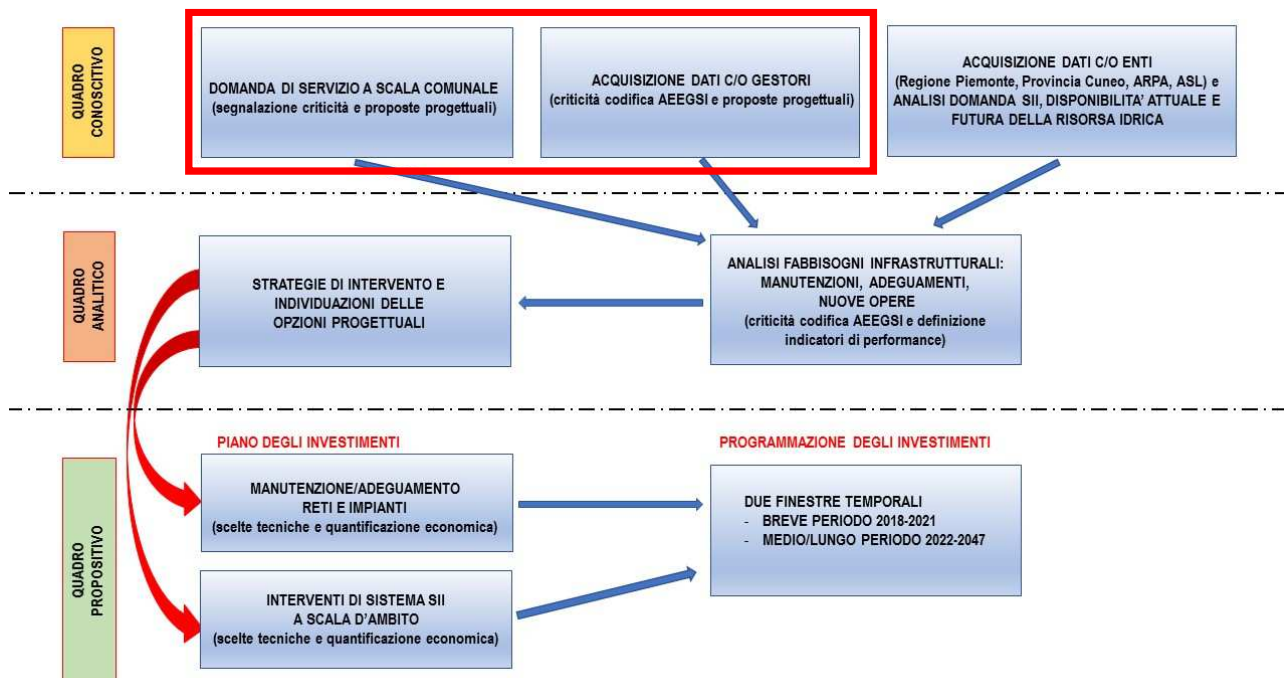 QUADRO
CONOSCITIVO
DOMANDA DI SERVIZIO A SCALA COMUNALE
(segnalazione criticità e proposte progettuali)
ACQUISIZIONE DATI C/O GESTORI
(criticità codifica AEEGSI e proposte progettuali)
ACQUISIZIONE DATI C/O ENTI
(Regione Piemonte, Provincia Cuneo, ARPA, ASL) e
ANALISI DOMANDA SII, DISPONIBILITA' ATTUALE E
FUTURA DELLA RISORSA IDRICA
QUADRO
ANALITICO
STRATEGIE DI INTERVENTO E
INDIVIDUAZIONI DELLE
OPZIONI PROGETTUALI
ANALISI FABBISOGNI INFRASTRUTTURALI:
MANUTENZIONI, ADEGUAMENTI,
NUOVE OPERE
(criticità codifica AEEGSI e definizione
indicatori di performance)
QUADRO
PROPOSITIVO
PIANO DEGLI INVESTIMENTI
MANUTENZIONE/ADEGUAMENTO
RETI E IMPIANTI
(scelte tecniche e quantificazione economica)
INTERVENTI DI SISTEMA SII
A SCALA D'AMBITO
(scelte tecniche e quantificazione economica)
PROGRAMMAZIONE DEGLI INVESTIMENTI
DUE FINESTRE TEMPORALI
- BREVE PERIODO 2018-2021
- MEDIO/LUNGO PERIODO 2022-2047